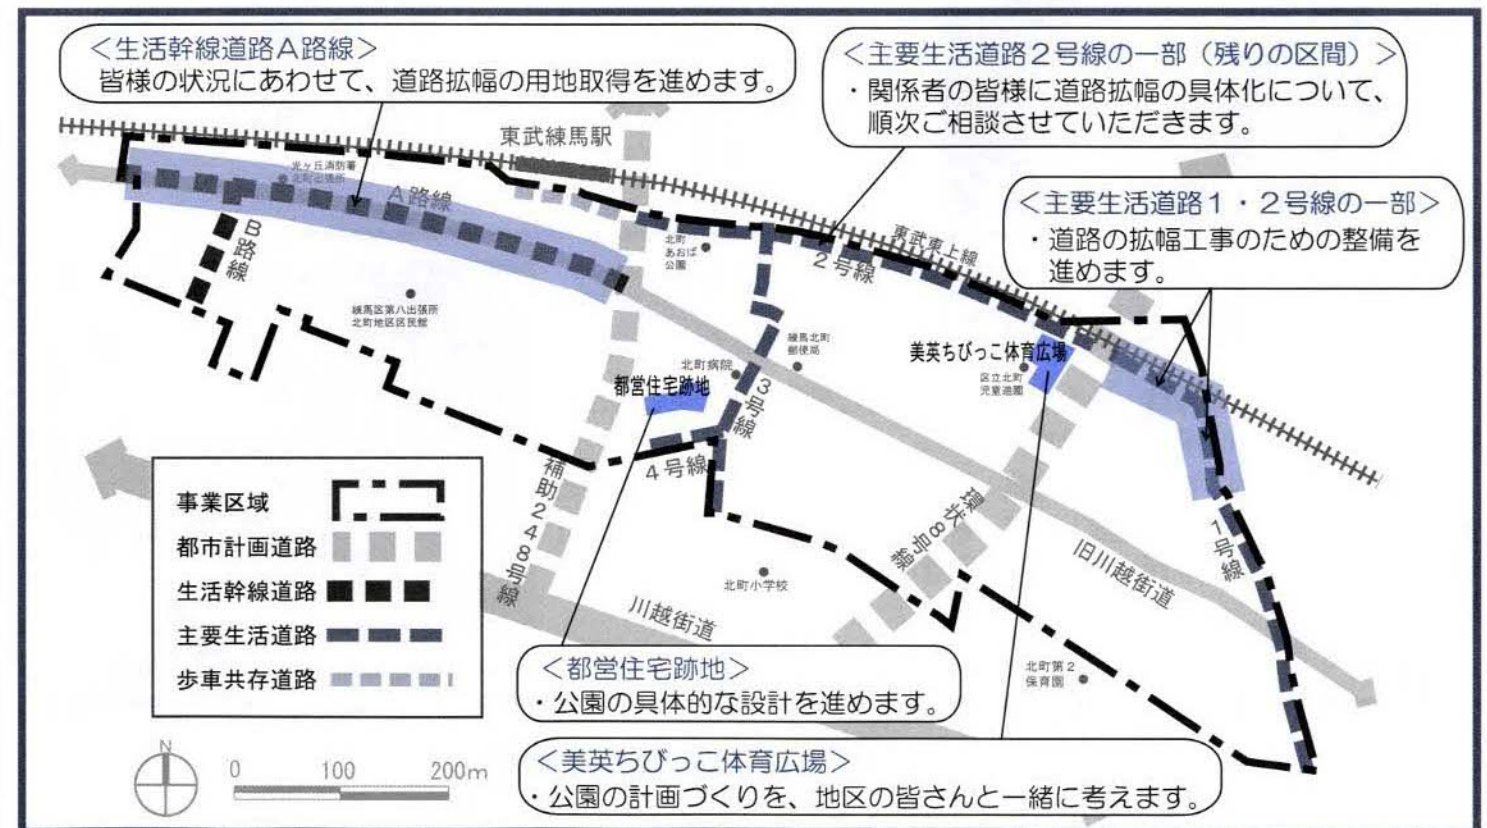 ＜生活幹線道路Ａ路線＞
皆様の状況にあわせて、道路拡幅の用地取得を進めます。
＜主要生活道路２号線の一部（残りの区間）＞
・関係者の皆様に道路拡幅の具体化について、
順次ご相談させていただきます。
＜主要生活道路１・２号線の一部＞
・道路の拡幅工事のための整備を
進めます。
東武練馬駅
光ヶ丘消防署
北町出張所
A路線
B路線
北町
あおば
公園
東武東上線
２号線
練馬区第八出張所
北町地区区民館
練馬北町
郵便局
北町病院
都営住宅跡地
３号線
４号線
美英ちびっこ体育広場
区立北町
児童遊園
補助２４８号線
環状８号線
１号線
旧川越街道
川越街道
北町小学校
北町第２
保育園
事業区域
都市計画道路
生活幹線道路
主要生活道路
歩車共存道路
＜都営住宅跡地＞
・公園の具体的な設計を進めます。
＜美英ちびっこ体育広場＞
・公園の計画づくりを、地区の皆さんと一緒に考えます。
N
0 100 200m